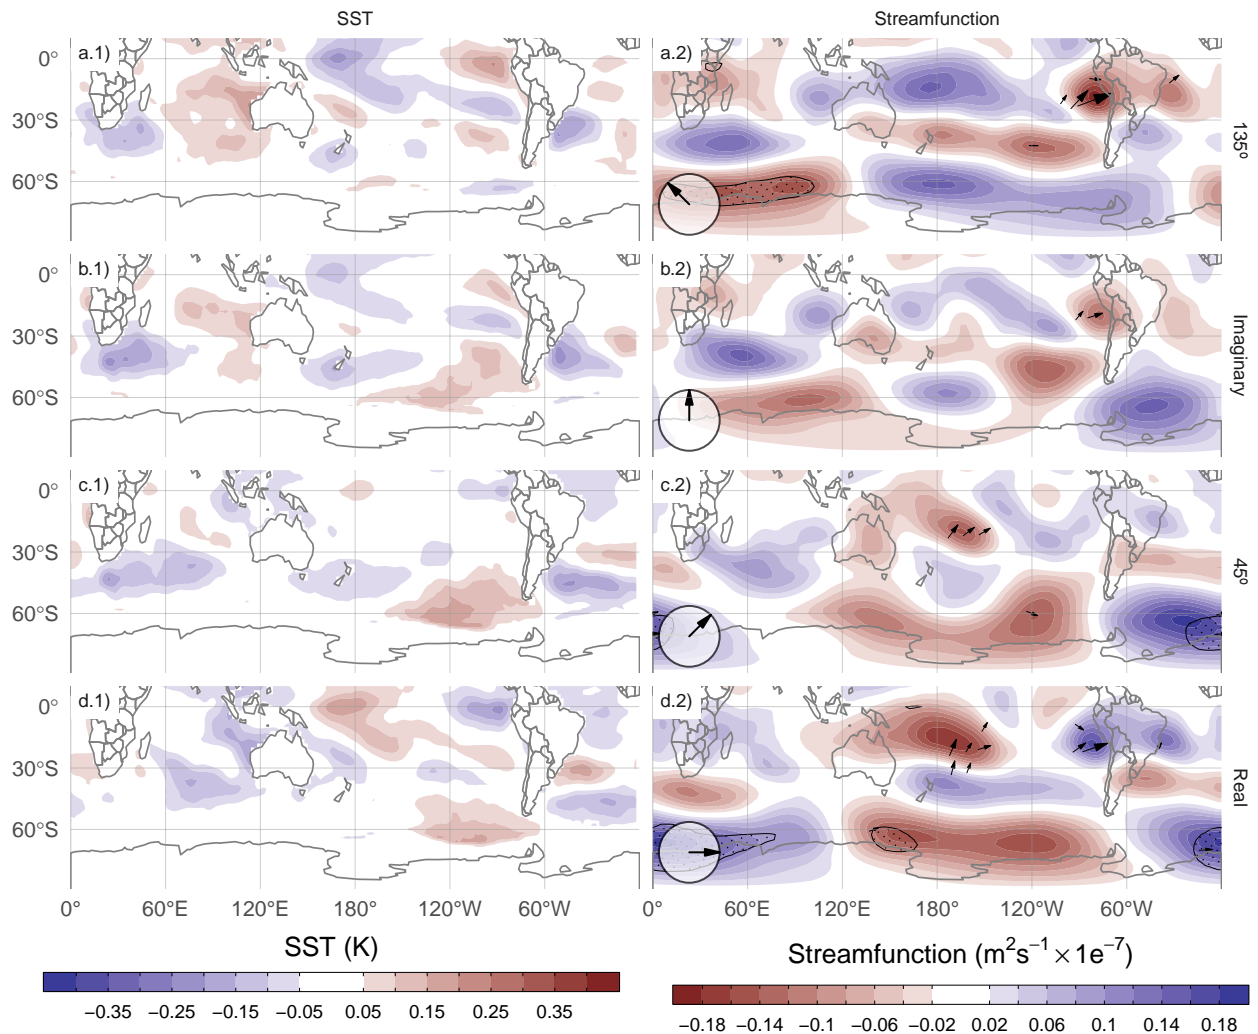 SST Streamfunction
a.1) a.2)
0°
30°S
60°S
135º
b.1) b.2)
0°
30°S
60°S
Imaginary
c.1) c.2)
0°
30°S
60°S
45º
d.1) d.2)
0°
30°S
60°S
Real
0° 60°E 120°E 180° 120°W 60°W 0° 60°E 120°E 180° 120°W 60°W
SST (K) Streamfunction (m²s⁻¹ × 1e⁻⁷)
−0.35 −0.25 −0.15 −0.05 0.05 0.15 0.25 0.35
−0.18 −0.14 −0.1 −0.06 −0.02 0.02 0.06 0.1 0.14 0.18